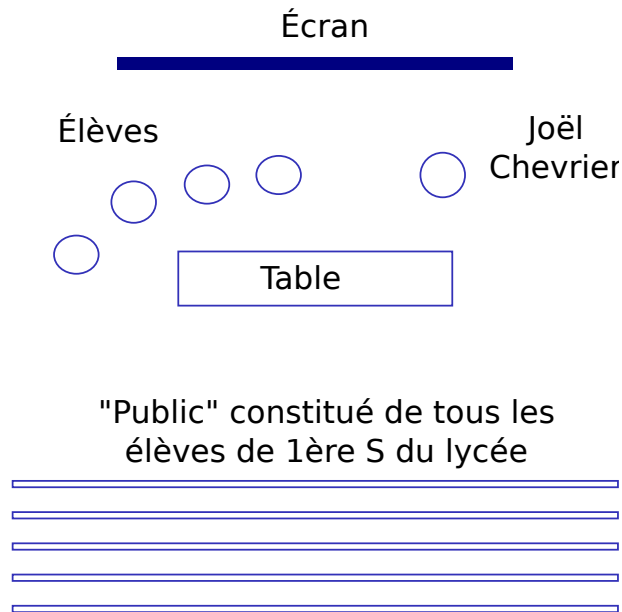 Écran
Élèves
Joël
Chevrier
Table
"Public" constitué de tous les
élèves de 1ère S du lycée